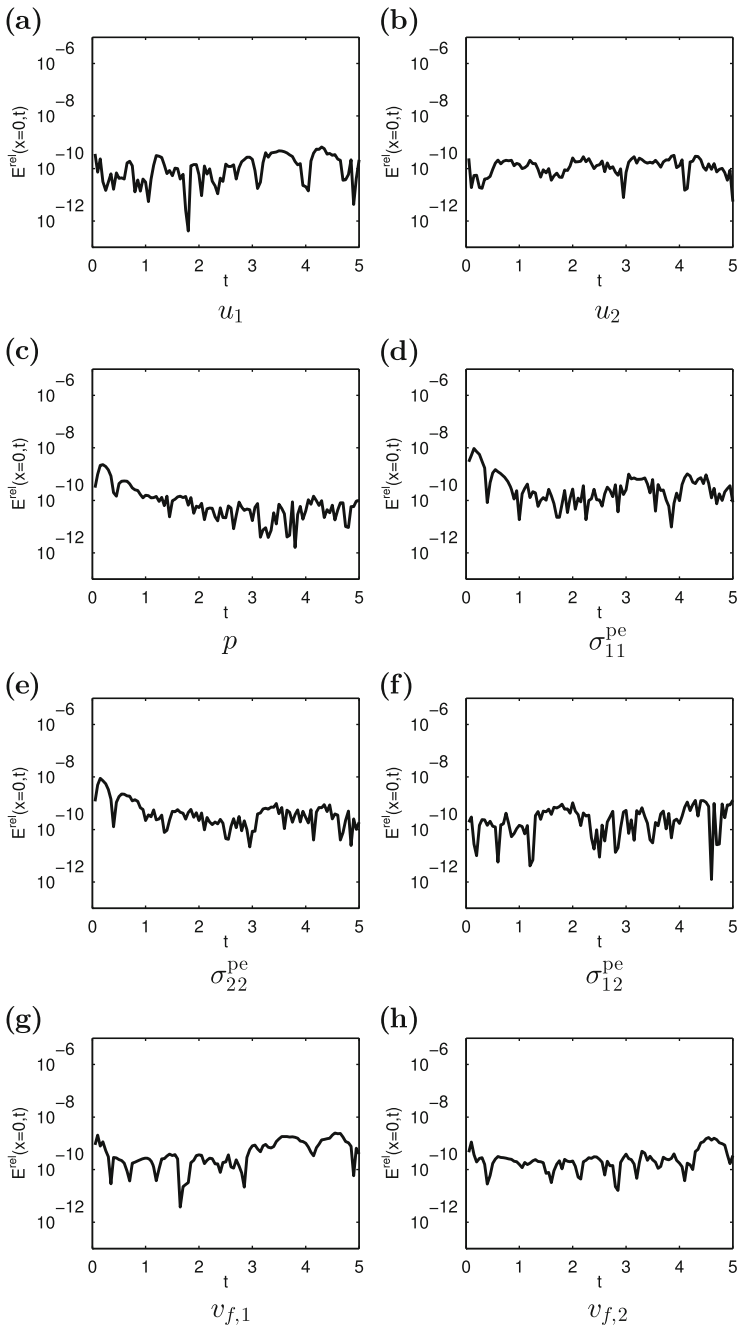 (a) (b)
10^−6 10^−6
10^−8 10^−8
10^−10 10^−10
10^−12 10^−12
E^rel(x=0,t) E^rel(x=0,t)
0 1 2 3 4 5 0 1 2 3 4 5
t t
u_1 u_2
(c) (d)
10^−6 10^−6
10^−8 10^−8
10^−10 10^−10
10^−12 10^−12
E^rel(x=0,t) E^rel(x=0,t)
0 1 2 3 4 5 0 1 2 3 4 5
t t
p σ_11^pe
(e) (f)
10^−6 10^−6
10^−8 10^−8
10^−10 10^−10
10^−12 10^−12
E^rel(x=0,t) E^rel(x=0,t)
0 1 2 3 4 5 0 1 2 3 4 5
t t
σ_22^pe σ_12^pe
(g) (h)
10^−6 10^−6
10^−8 10^−8
10^−10 10^−10
10^−12 10^−12
E^rel(x=0,t) E^rel(x=0,t)
0 1 2 3 4 5 0 1 2 3 4 5
t t
v_f,1 v_f,2